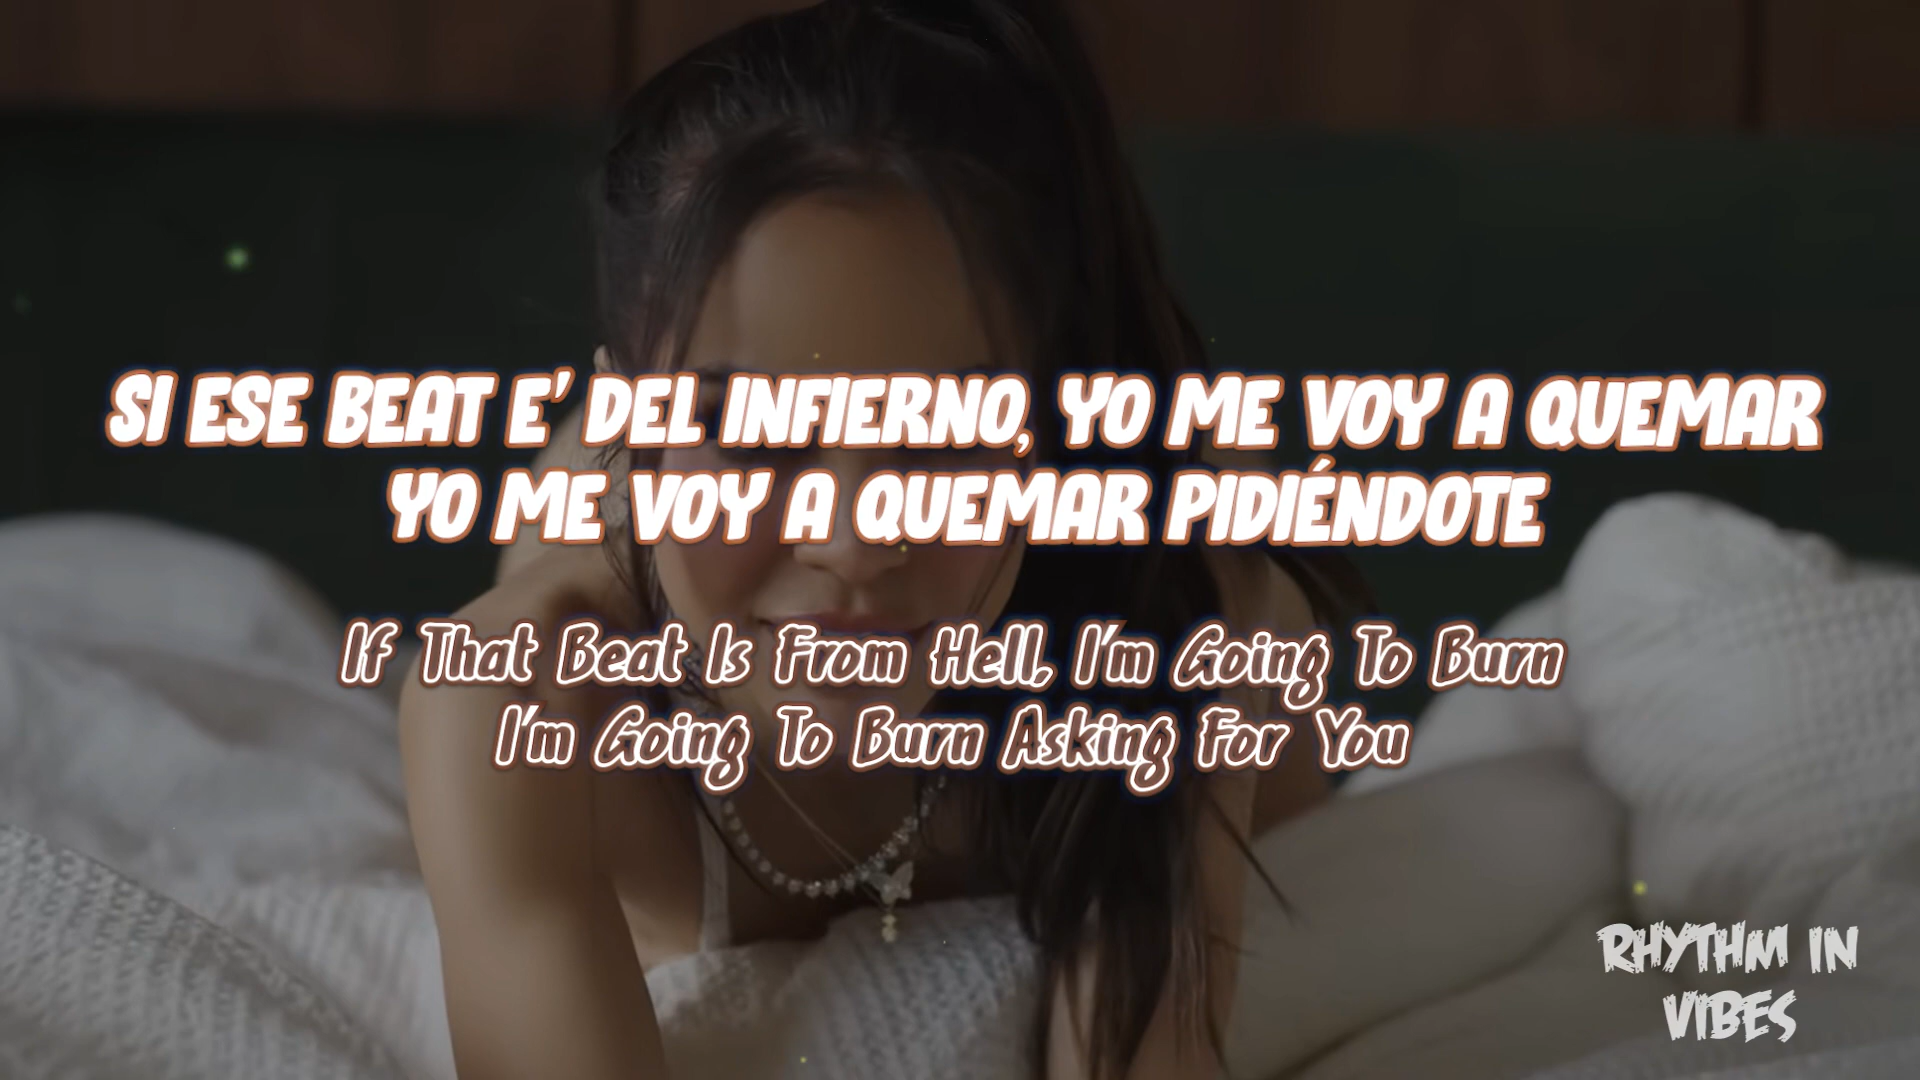 SI ESE BEAT E' DEL INFIERNO, YO ME VOY A QUEMAR
YO ME VOY A QUEMAR PIDIÉNDOTE
If That Beat Is From Hell, I'm Going To Burn
I'm Going To Burn Asking For You
RHYTHM IN
VIBES